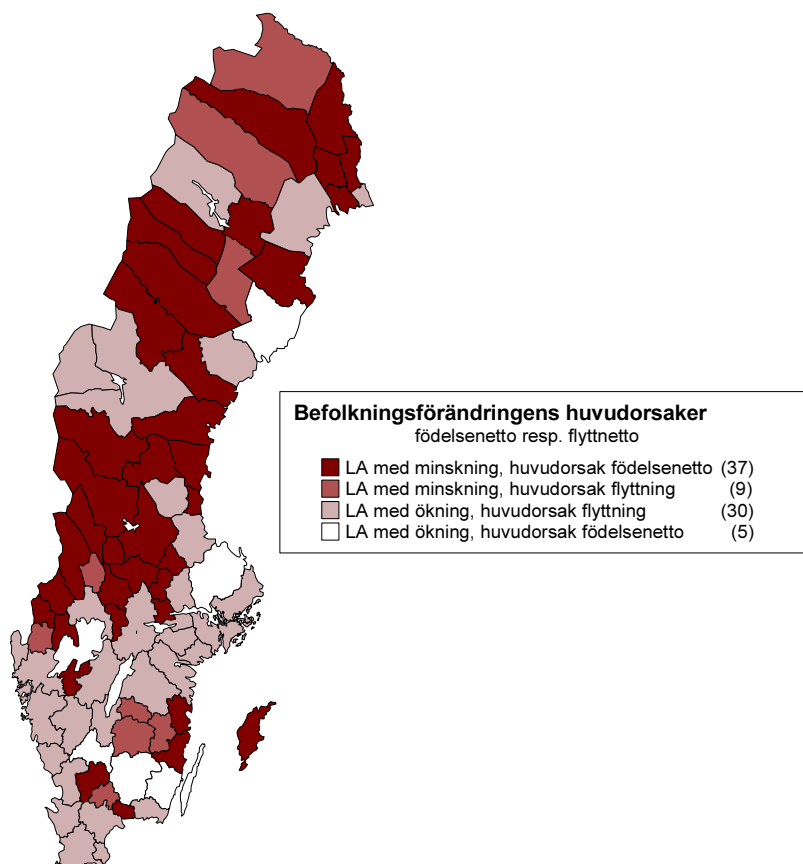 Befolkningsförändringens huvudorsaker
födelsenetto resp. flyttnetto
LA med minskning, huvudorsak födelsenetto (37)
LA med minskning, huvudorsak flyttning (9)
LA med ökning, huvudorsak flyttning (30)
LA med ökning, huvudorsak födelsenetto (5)